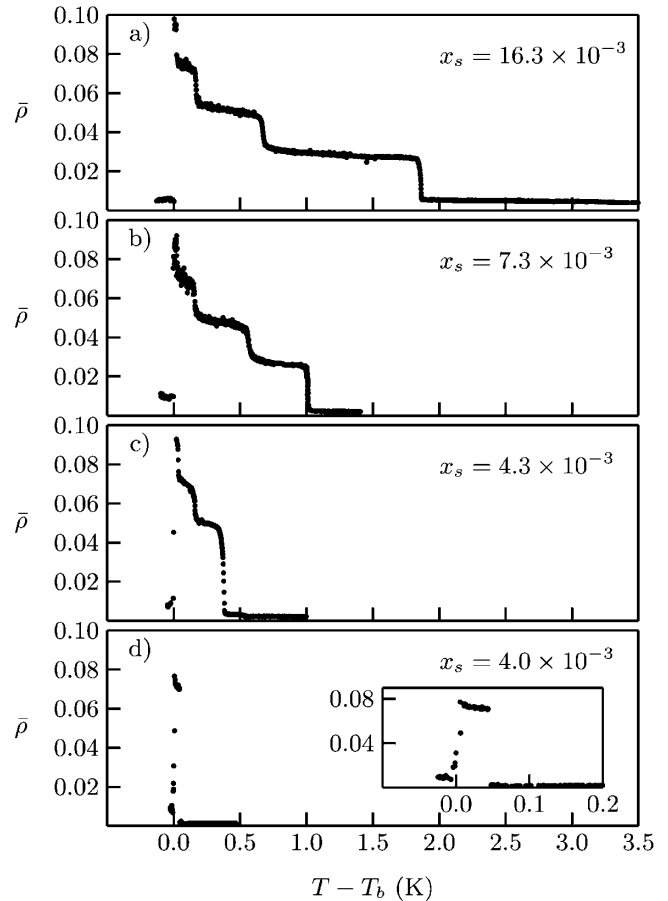 0.10
a)
x_s = 16.3 × 10⁻³
0.08
ρ̄
0.06
0.04
0.02
0.10
b)
x_s = 7.3 × 10⁻³
0.08
ρ̄
0.06
0.04
0.02
0.10
c)
x_s = 4.3 × 10⁻³
0.08
ρ̄
0.06
0.04
0.02
0.10
d)
x_s = 4.0 × 10⁻³
0.08
ρ̄
0.06
0.04
0.02
0.08
0.04
0.0 0.1 0.2
0.0 0.5 1.0 1.5 2.0 2.5 3.0 3.5
T − T_b (K)